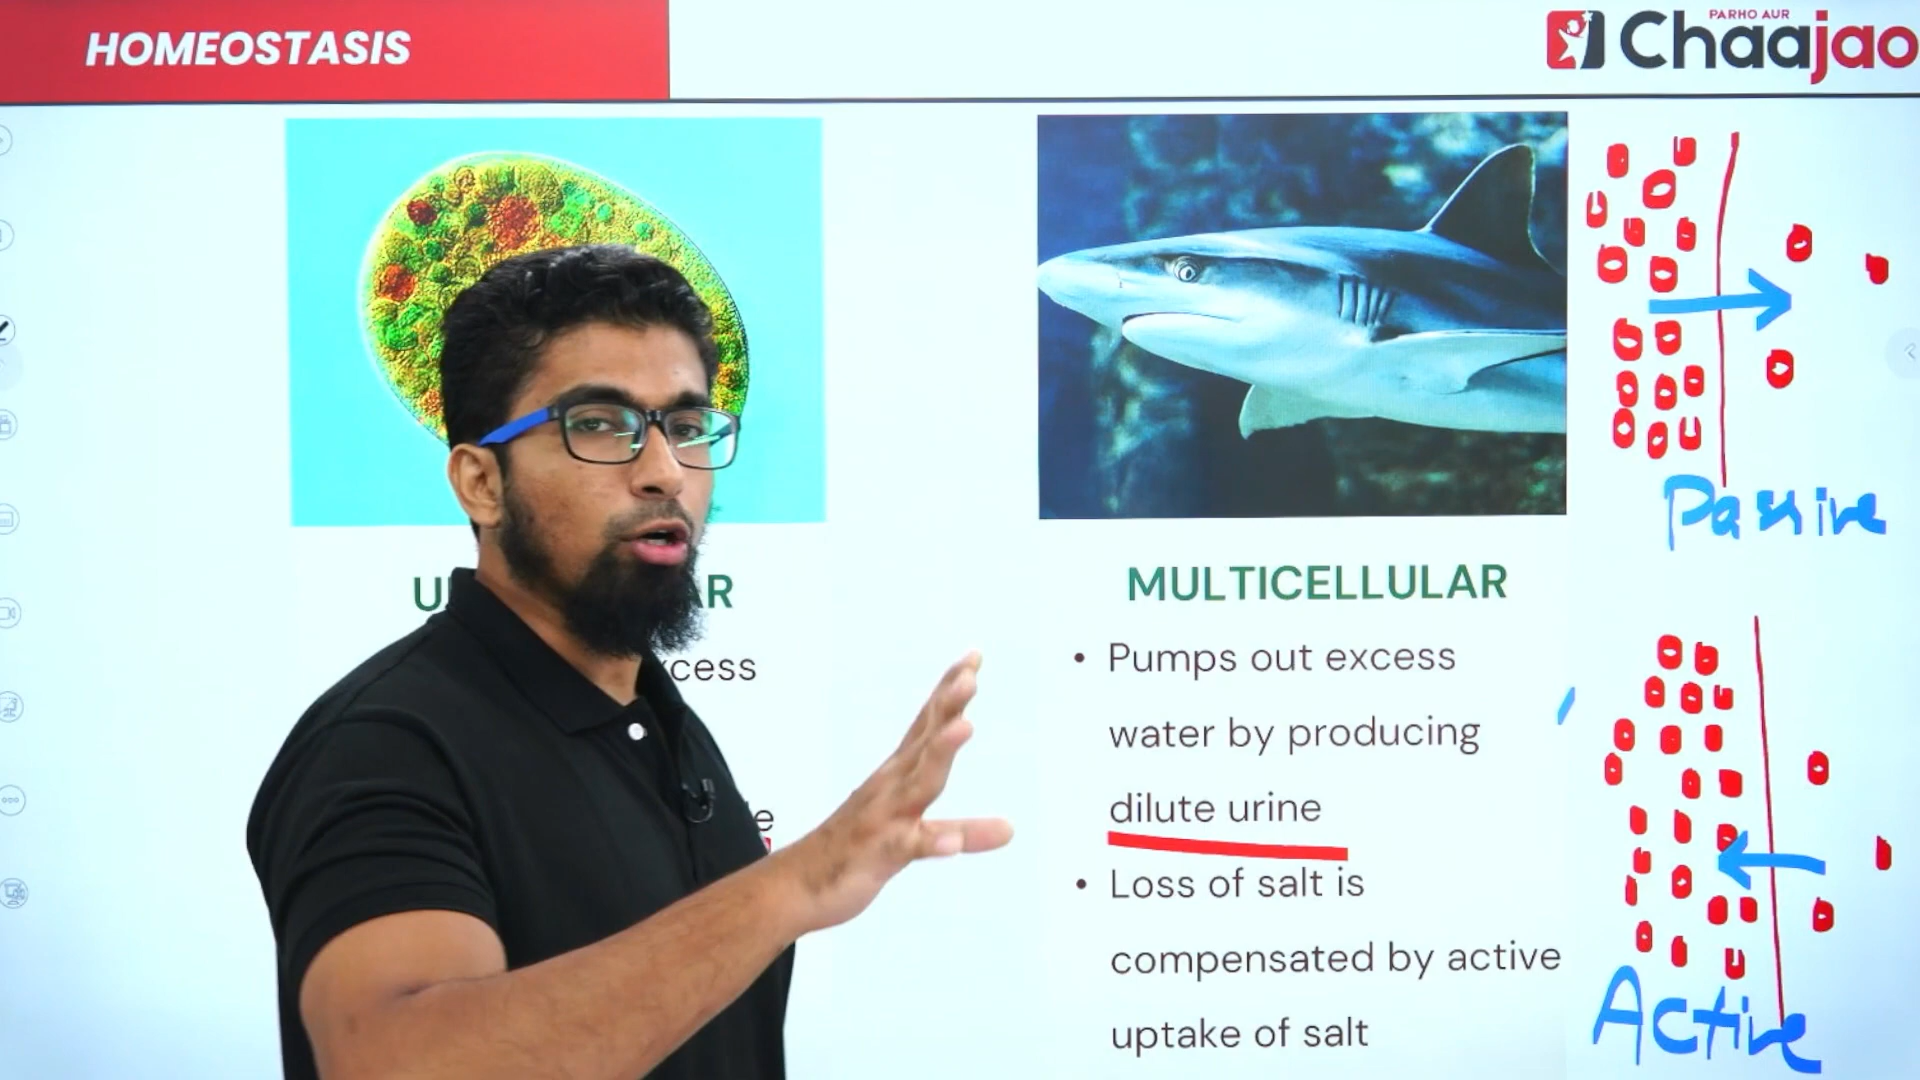 HOMEOSTASIS
PARHO AUR
Chaajao
MULTICELLULAR
• Pumps out excess
water by producing
dilute urine
• Loss of salt is
compensated by active
uptake of salt
Passive
Active